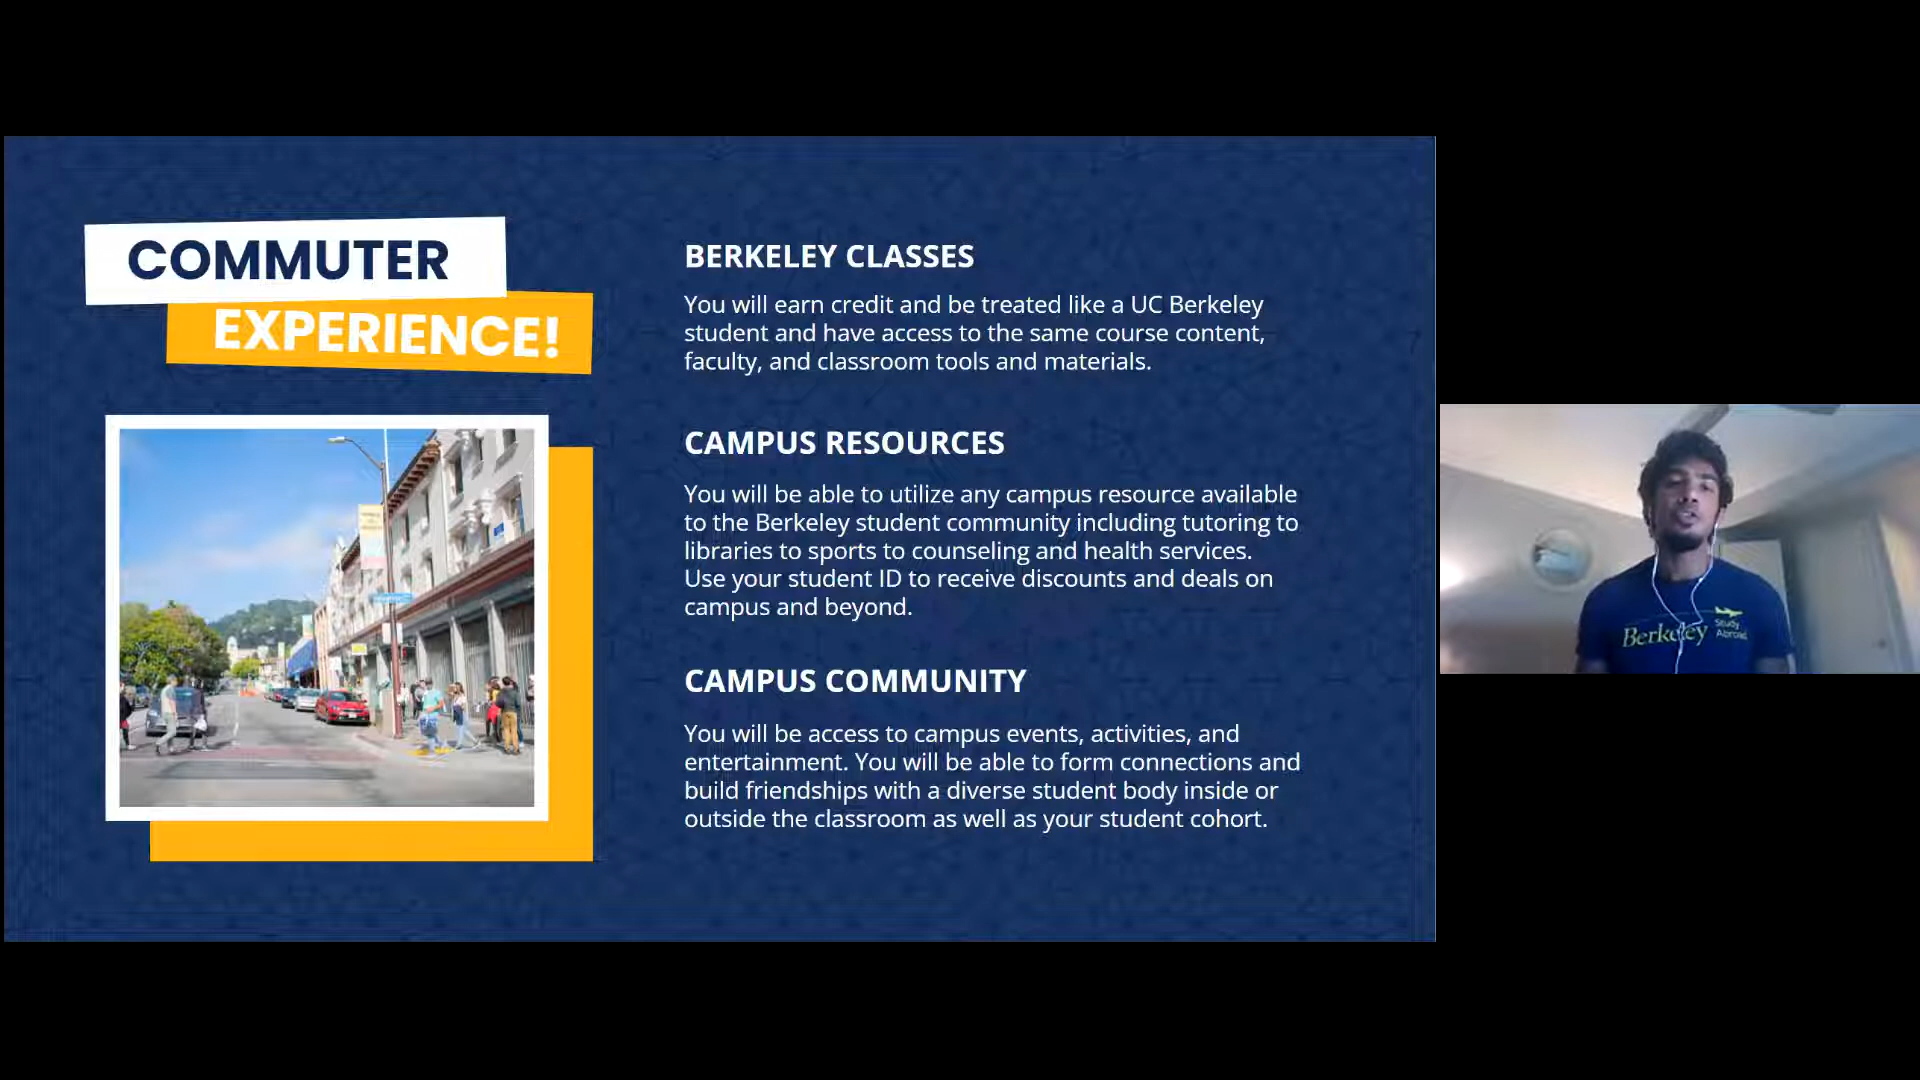 COMMUTER
EXPERIENCE!
BERKELEY CLASSES
You will earn credit and be treated like a UC Berkeley
student and have access to the same course content,
faculty, and classroom tools and materials.
CAMPUS RESOURCES
You will be able to utilize any campus resource available
to the Berkeley student community including tutoring to
libraries to sports to counseling and health services.
Use your student ID to receive discounts and deals on
campus and beyond.
CAMPUS COMMUNITY
You will be access to campus events, activities, and
entertainment. You will be able to form connections and
build friendships with a diverse student body inside or
outside the classroom as well as your student cohort.
Berkeley
Study
Abroad